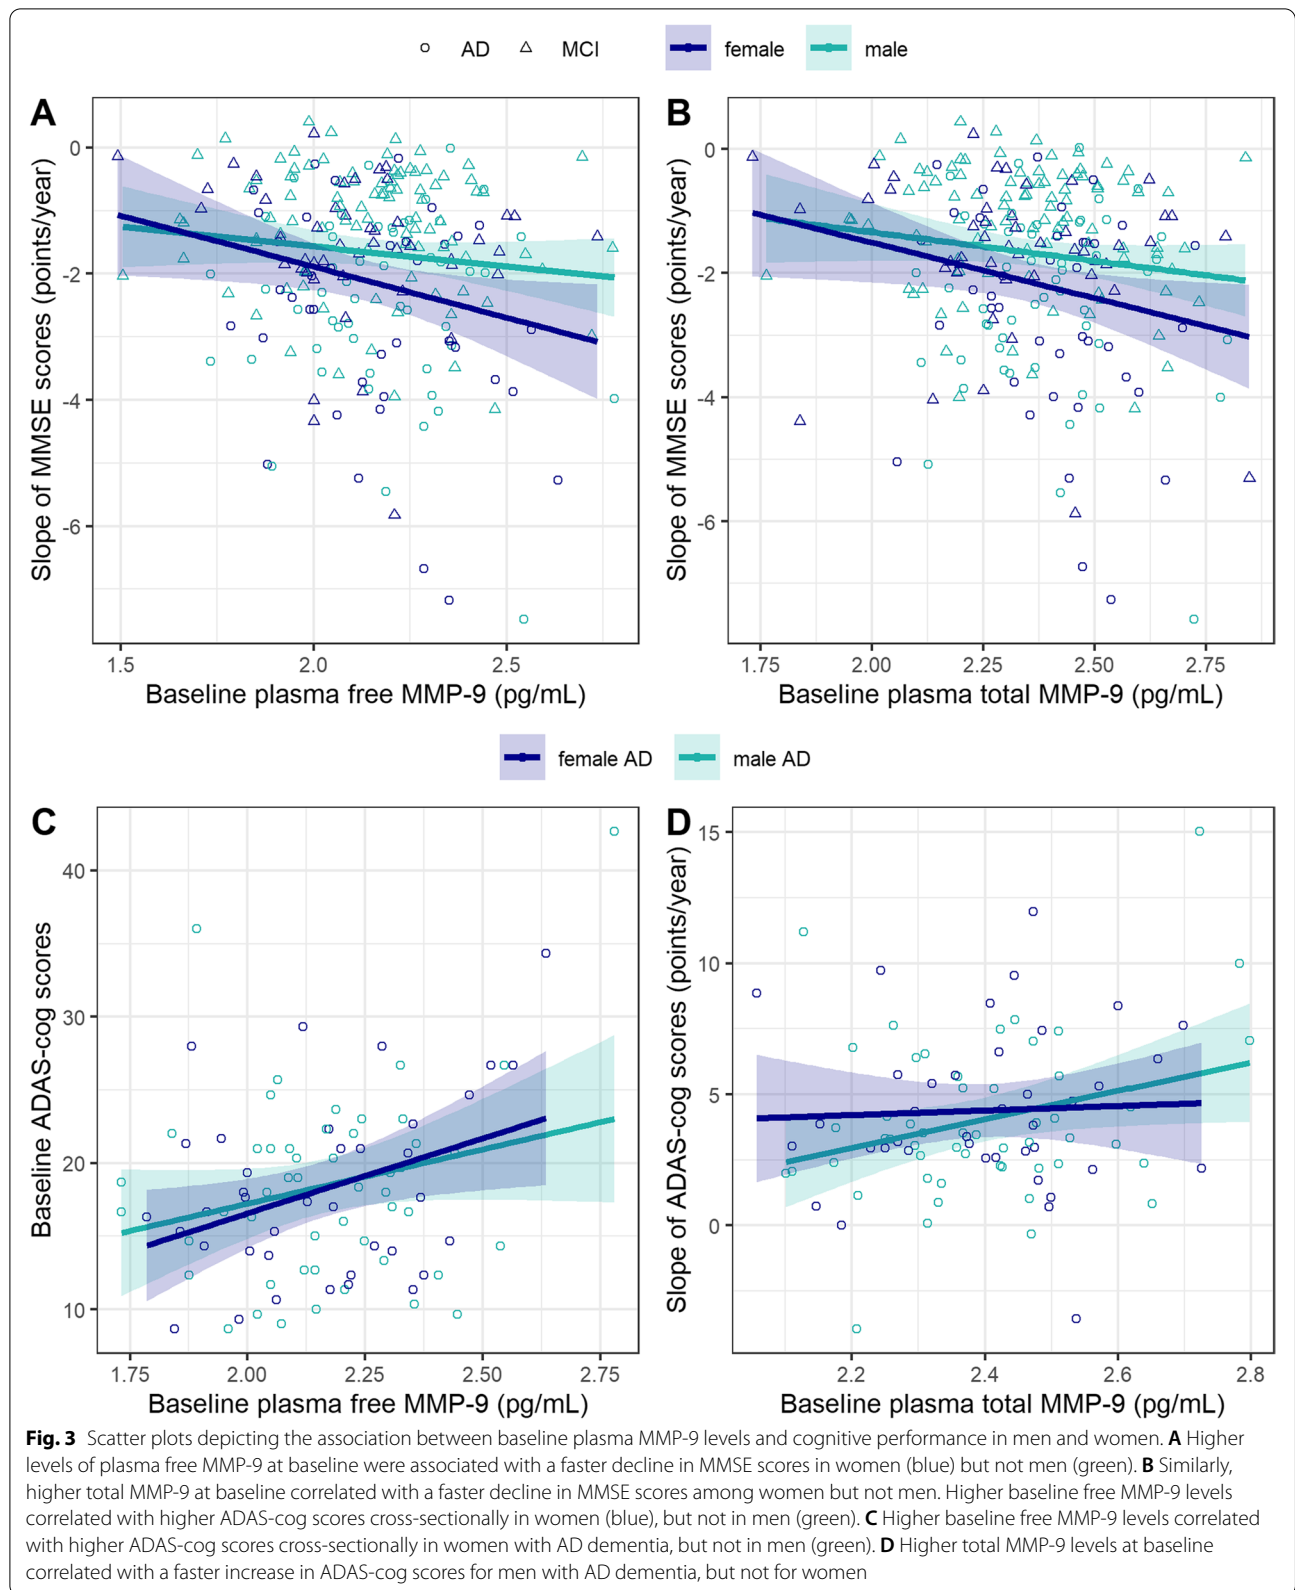 AD MCI female male
A
B
0
-2
-4
-6
Slope of MMSE scores (points/year)
1.5 2.0 2.5
Baseline plasma free MMP-9 (pg/mL)
0
-2
-4
-6
Slope of MMSE scores (points/year)
1.75 2.00 2.25 2.50 2.75
Baseline plasma total MMP-9 (pg/mL)
female AD male AD
C
D
40
30
20
10
Baseline ADAS-cog scores
1.75 2.00 2.25 2.50 2.75
Baseline plasma free MMP-9 (pg/mL)
15
10
5
0
Slope of ADAS-cog scores (points/year)
2.2 2.4 2.6 2.8
Baseline plasma total MMP-9 (pg/mL)
Fig. 3 Scatter plots depicting the association between baseline plasma MMP-9 levels and cognitive performance in men and women. A Higher
levels of plasma free MMP-9 at baseline were associated with a faster decline in MMSE scores in women (blue) but not men (green). B Similarly,
higher total MMP-9 at baseline correlated with a faster decline in MMSE scores among women but not men. Higher baseline free MMP-9 levels
correlated with higher ADAS-cog scores cross-sectionally in women (blue), but not in men (green). C Higher baseline free MMP-9 levels correlated
with higher ADAS-cog scores cross-sectionally in women with AD dementia, but not in men (green). D Higher total MMP-9 levels at baseline
correlated with a faster increase in ADAS-cog scores for men with AD dementia, but not for women